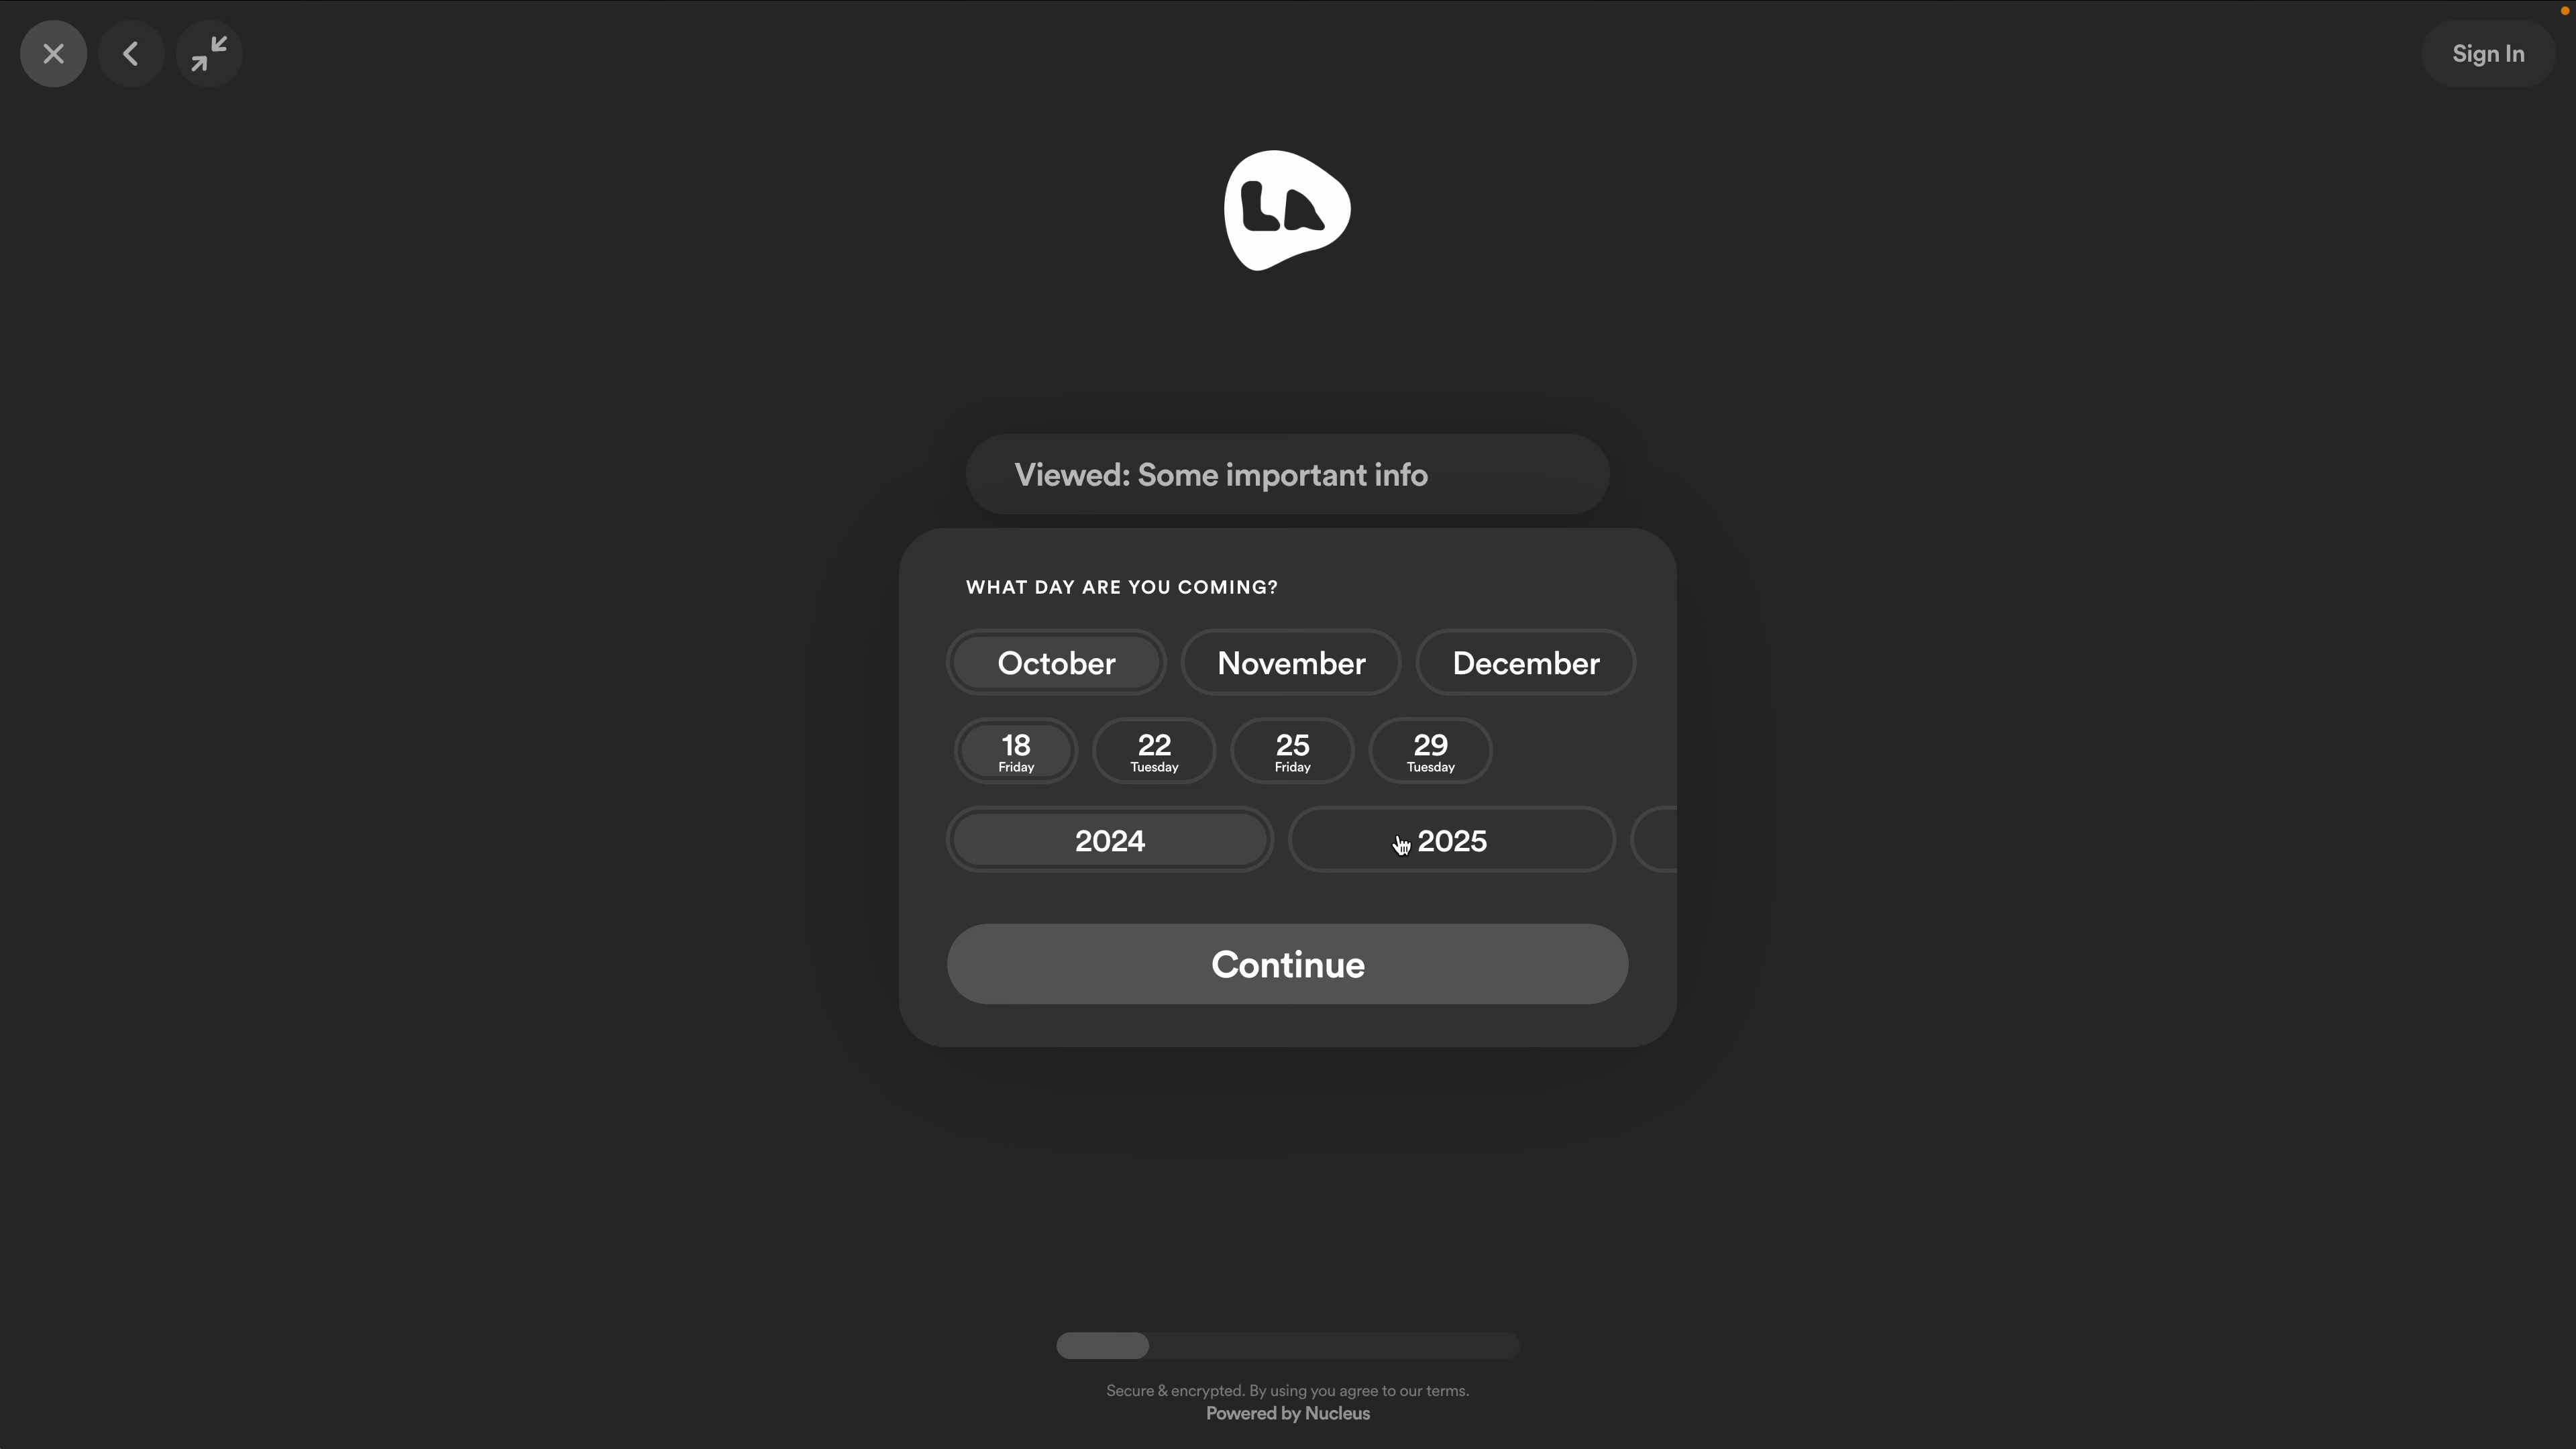 Sign In
LA
Viewed: Some important info
WHAT DAY ARE YOU COMING?
October November December
18 22 25 29
Friday Tuesday Friday Tuesday
2024 2025
Continue
Secure & encrypted. By using you agree to our terms.
Powered by Nucleus